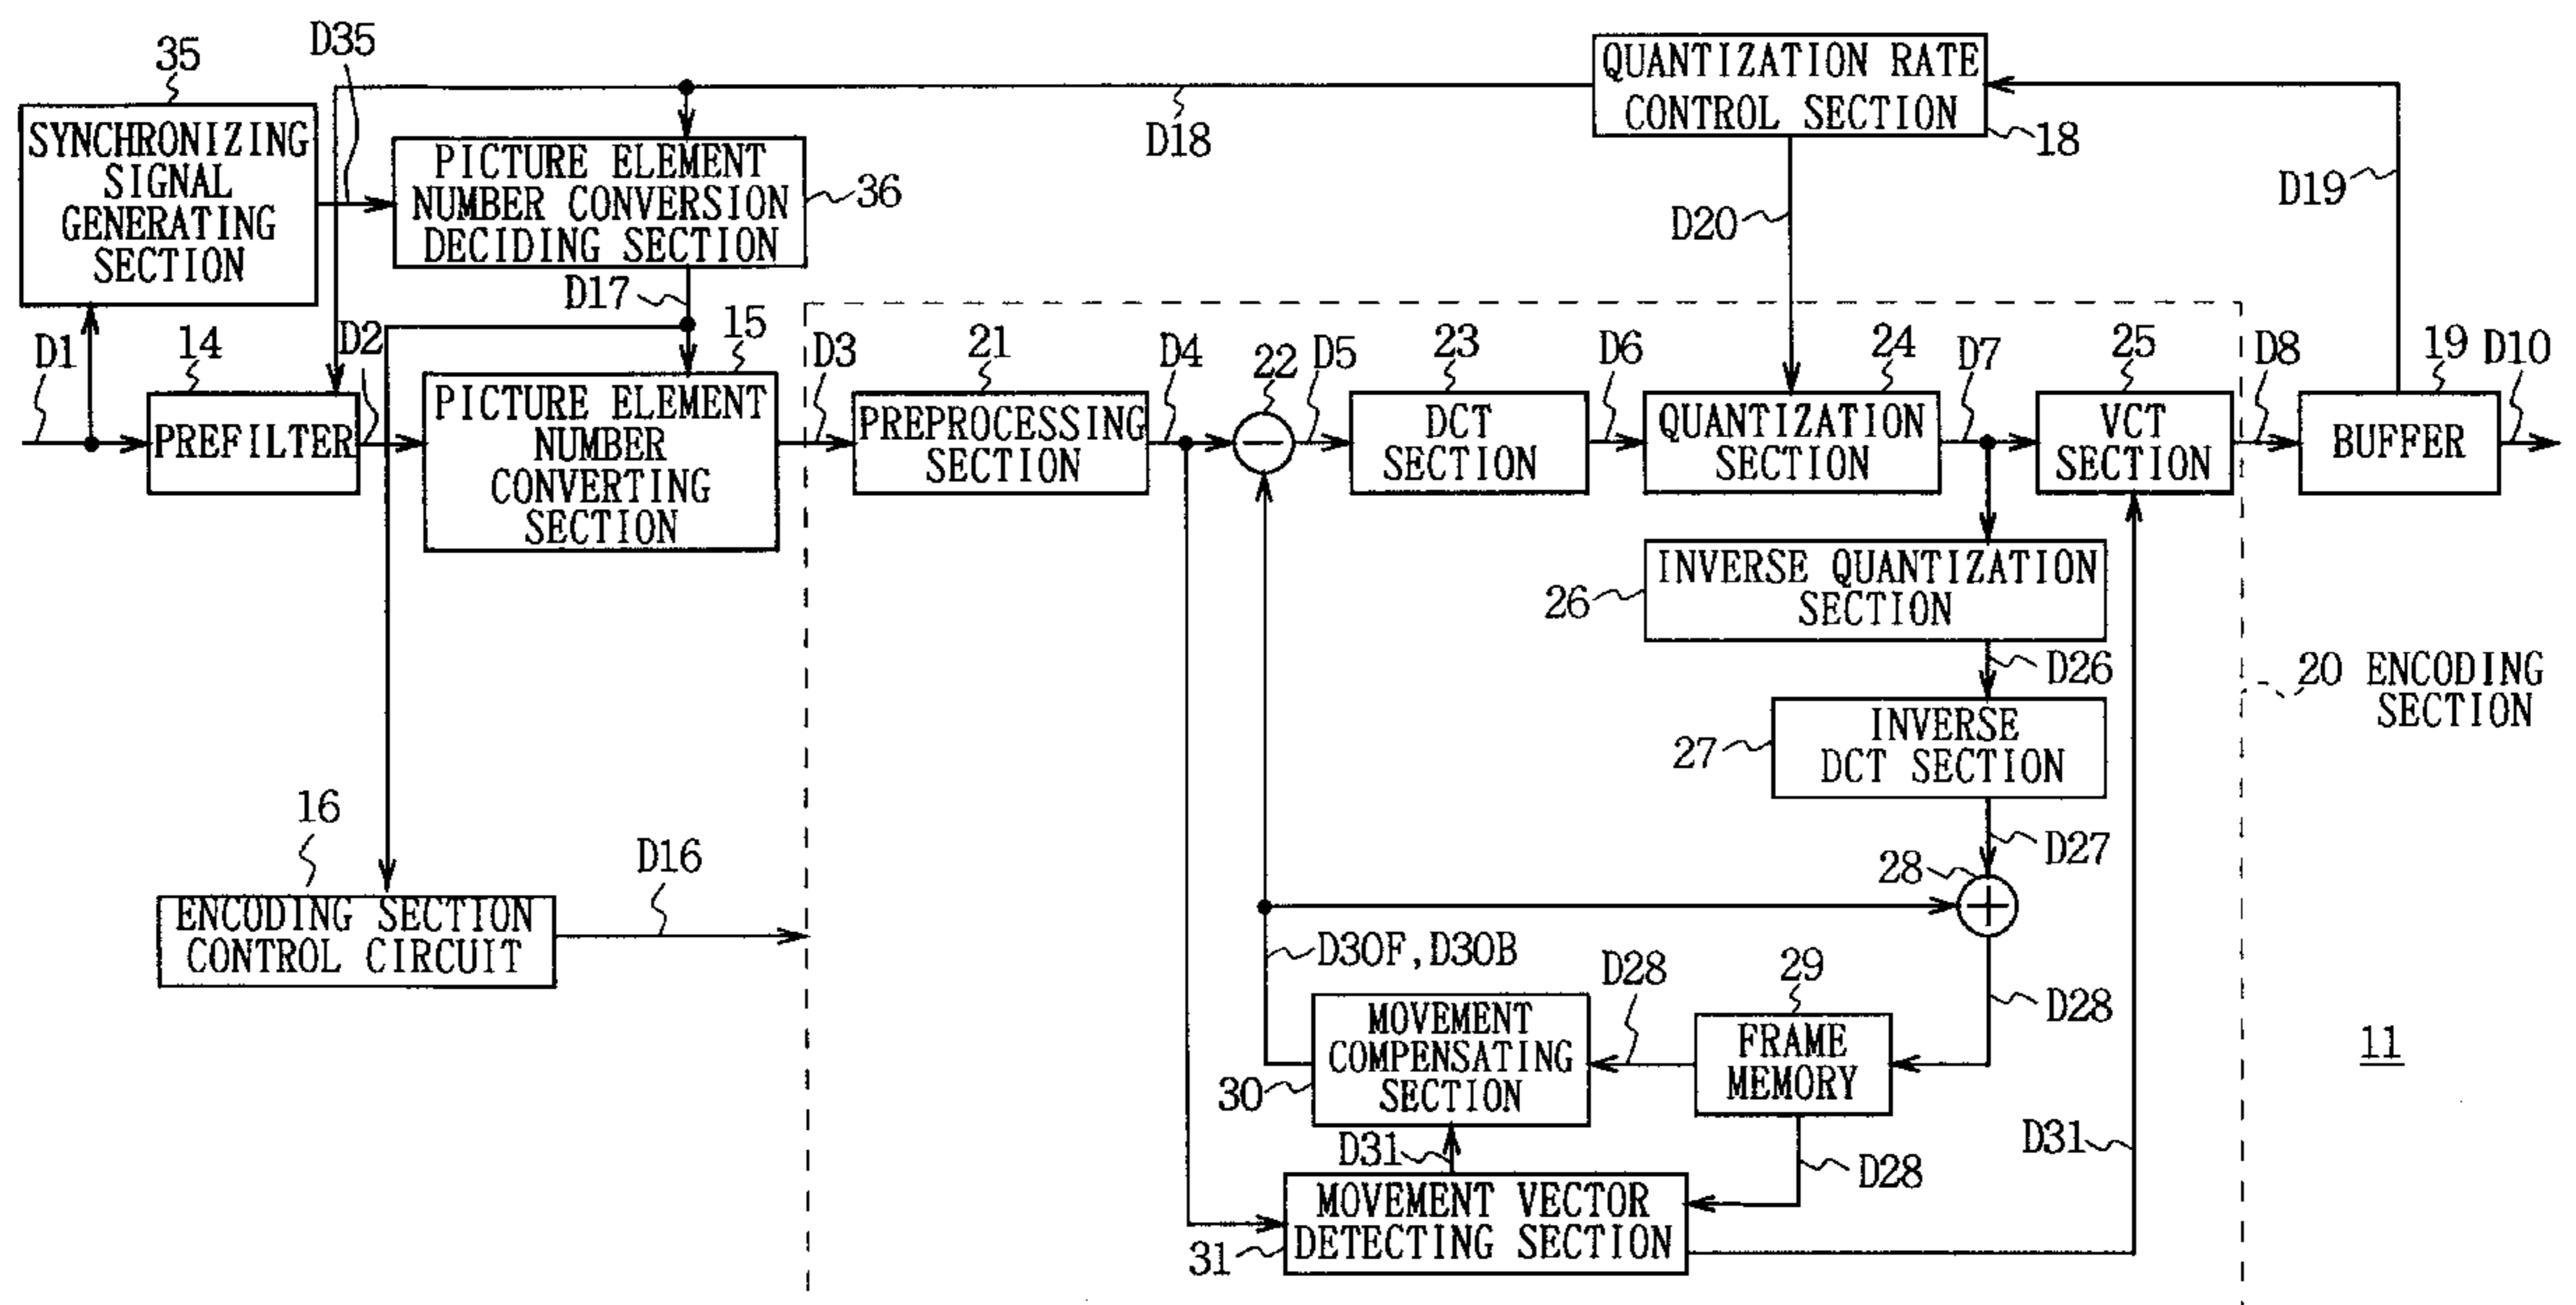 35
D35
QUANTIZATION RATE
CONTROL SECTION
18
SYNCHRONIZING
SIGNAL
GENERATING
SECTION
PICTURE ELEMENT
NUMBER CONVERSION
DECIDING SECTION
36
D18
D20
D19
D17
D1
14
D2
15
D3
21
D4
22
D5
23
D6
24
D7
25
D8
19
D10
PREFILTER
PICTURE ELEMENT
NUMBER
CONVERTING
SECTION
PREPROCESSING
SECTION
DCT
SECTION
QUANTIZATION
SECTION
VCT
SECTION
BUFFER
INVERSE QUANTIZATION
SECTION
26
D26
20 ENCODING
SECTION
INVERSE
DCT SECTION
27
D27
16
D16
28
ENCODING SECTION
CONTROL CIRCUIT
D30F, D30B
D28
29
D28
MOVEMENT
COMPENSATING
SECTION
30
FRAME
MEMORY
11
D31
D28
D31
MOVEMENT VECTOR
DETECTING SECTION
31